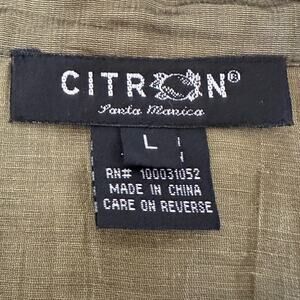 CITRON®
Santa Monica
L
RN# 100031052
MADE IN CHINA
CARE ON REVERSE